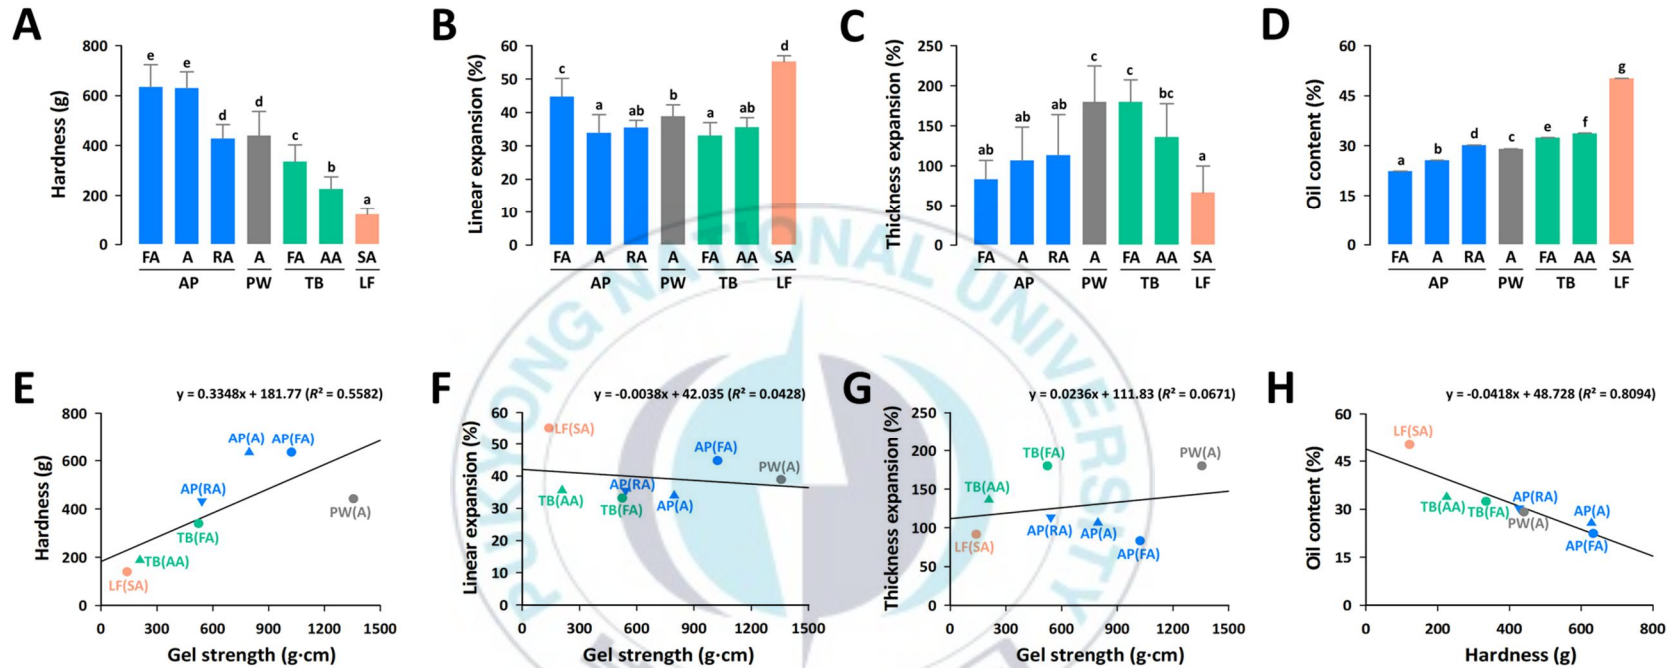 A
Hardness (g)
800
600
400
200
0
e
e
d
d
c
b
a
FA A RA A FA AA SA
AP PW TB LF
B
Linear expansion (%)
60
50
40
30
20
10
0
c
a
ab
b
a
ab
d
FA A RA A FA AA SA
AP PW TB LF
C
Thickness expansion (%)
250
200
150
100
50
0
ab
ab
ab
c
c
bc
a
FA A RA A FA AA SA
AP PW TB LF
D
Oil content (%)
60
45
30
15
0
a
b
d
c
e
f
g
FA A RA A FA AA SA
AP PW TB LF
E
y = 0.3348x + 181.77 (R² = 0.5582)
Hardness (g)
800
600
400
200
0
AP(A) AP(FA)
AP(RA)
PW(A)
TB(FA)
TB(AA)
LF(SA)
0 300 600 900 1200 1500
Gel strength (g·cm)
F
y = -0.0038x + 42.035 (R² = 0.0428)
Linear expansion (%)
60
50
40
30
20
10
0
LF(SA)
AP(FA)
PW(A)
AP(RA)
TB(AA)
TB(FA)
AP(A)
0 300 600 900 1200 1500
Gel strength (g·cm)
G
y = 0.0236x + 111.83 (R² = 0.0671)
Thickness expansion (%)
250
200
150
100
50
0
TB(FA)
PW(A)
TB(AA)
AP(RA) AP(A)
LF(SA)
AP(FA)
0 300 600 900 1200 1500
Gel strength (g·cm)
H
y = -0.0418x + 48.728 (R² = 0.8094)
Oil content (%)
60
45
30
15
0
LF(SA)
AP(RA)
TB(AA) TB(FA)
PW(A)
AP(A)
AP(FA)
0 200 400 600 800
Hardness (g)
PUKYONG NATIONAL UNIVERSITY